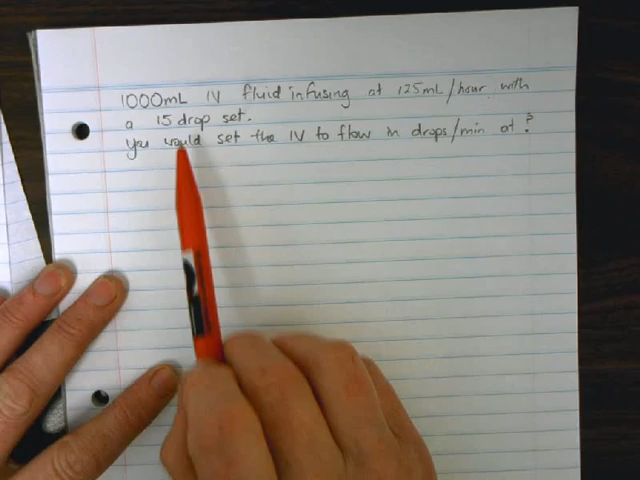 1000mL IV fluid infusing at 125mL/hour with
a 15 drop set.
You would set the IV to flow in drops/min at ?